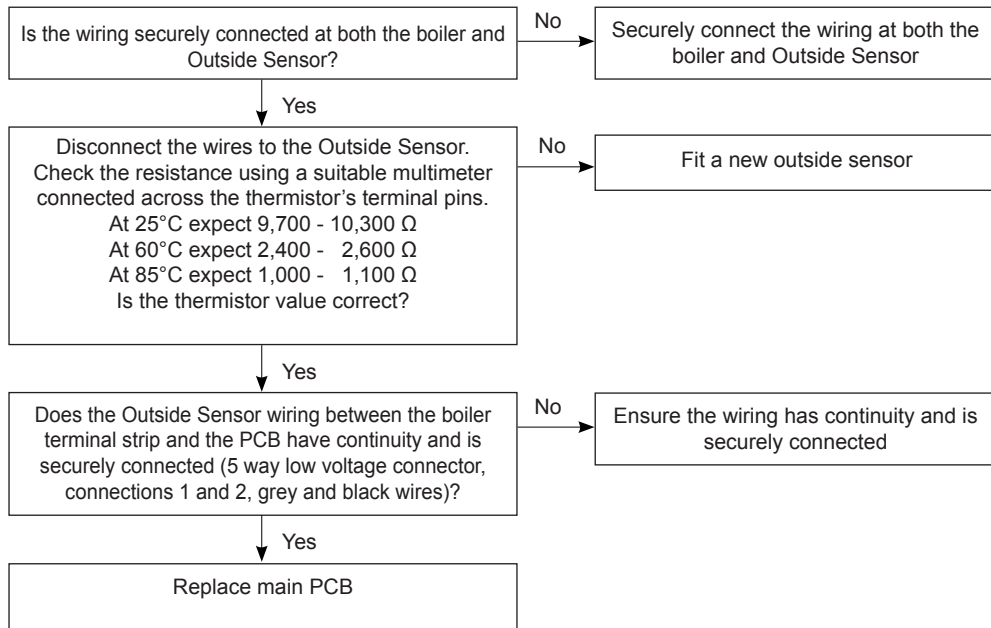 Is the wiring securely connected at both the boiler and
Outside Sensor?
No
Securely connect the wiring at both the
boiler and Outside Sensor
Yes
Disconnect the wires to the Outside Sensor.
Check the resistance using a suitable multimeter
connected across the thermistor’s terminal pins.
At 25°C expect 9,700 - 10,300 Ω
At 60°C expect 2,400 - 2,600 Ω
At 85°C expect 1,000 - 1,100 Ω
Is the thermistor value correct?
No
Fit a new outside sensor
Yes
Does the Outside Sensor wiring between the boiler
terminal strip and the PCB have continuity and is
securely connected (5 way low voltage connector,
connections 1 and 2, grey and black wires)?
No
Ensure the wiring has continuity and is
securely connected
Yes
Replace main PCB